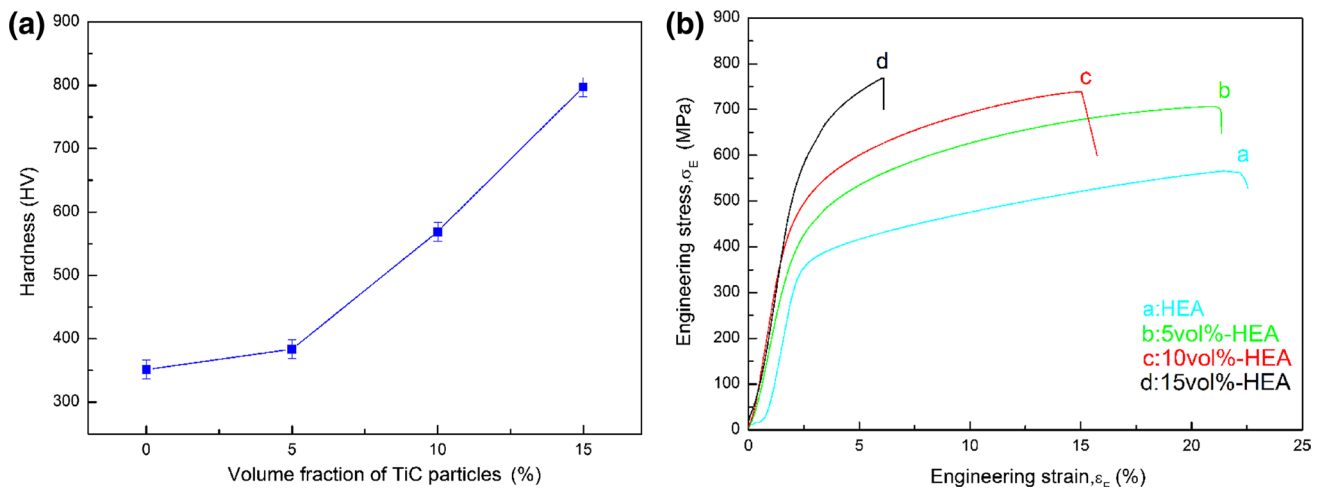 (a)
900
800
700
600
500
400
300
Hardness (HV)
0
5
10
15
Volume fraction of TiC particles (%)
(b)
900
800
700
600
500
400
300
200
100
0
Engineering stress,σE (MPa)
d
c
b
a
a:HEA
b:5vol%-HEA
c:10vol%-HEA
d:15vol%-HEA
0
5
10
15
20
25
Engineering strain,εE (%)